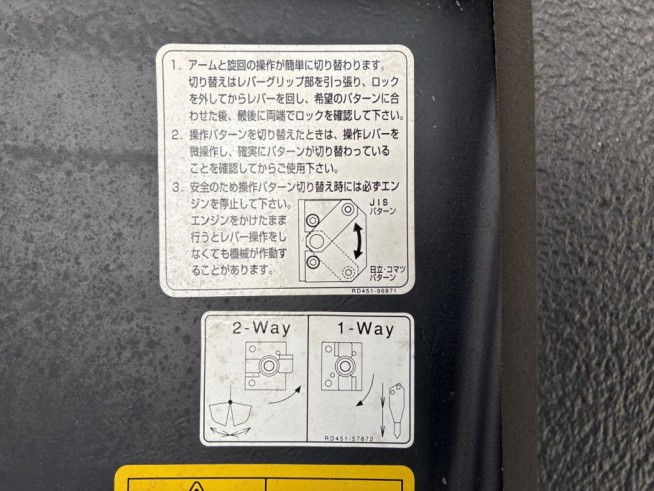 1. アームと旋回の操作が簡単に切り替わります。
切り替えはレバーグリップ部を引っ張り、ロック
を外してからレバーを回し、希望のパターンに合
わせた後、最後に両端でロックを確認して下さい。
2. 操作パターンを切り替えたときは、操作レバーを
微操作し、確実にパターンが切り替わっている
ことを確認してからご使用下さい。
3. 安全のため操作パターン切り替え時には必ずエン
ジンを停止して下さい。
エンジンをかけたまま
行うとレバー操作をし
なくても機械が作動す
ることがあります。
JIS
パターン
日立・コマツ
パターン
RD451-96871
2-Way
1-Way
RD451-57872